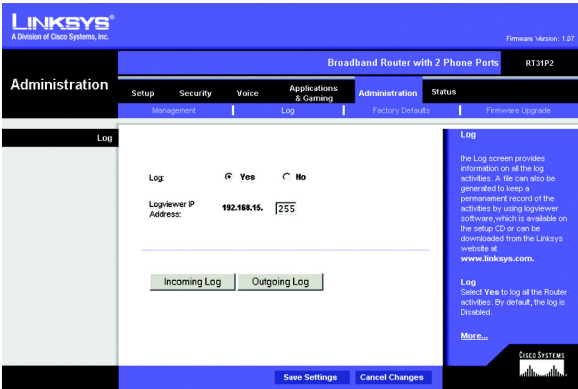 LINKSYS®
A Division of Cisco Systems, Inc.
Firmware Version: 1.07
Broadband Router with 2 Phone Ports
RT31P2
Administration
Setup
Security
Voice
Applications
& Gaming
Administration
Status
Management
Log
Factory Defaults
Firmware Upgrade
Log
Log:
Yes
No
Logviewer IP
Address:
192.168.15.
255
Incoming Log
Outgoing Log
Log
the Log screen provides
information on all the log
activities. A file can also be
generated to keep a
permanament record of the
activities by using logviewer
software,which is available on
the setup CD or can be
downloaded from the Linksys
website at
www.linksys.com.
Log
Select Yes to log all the Router
activities. By default, the log is
Disabled.
More...
Save Settings
Cancel Changes
CISCO SYSTEMS